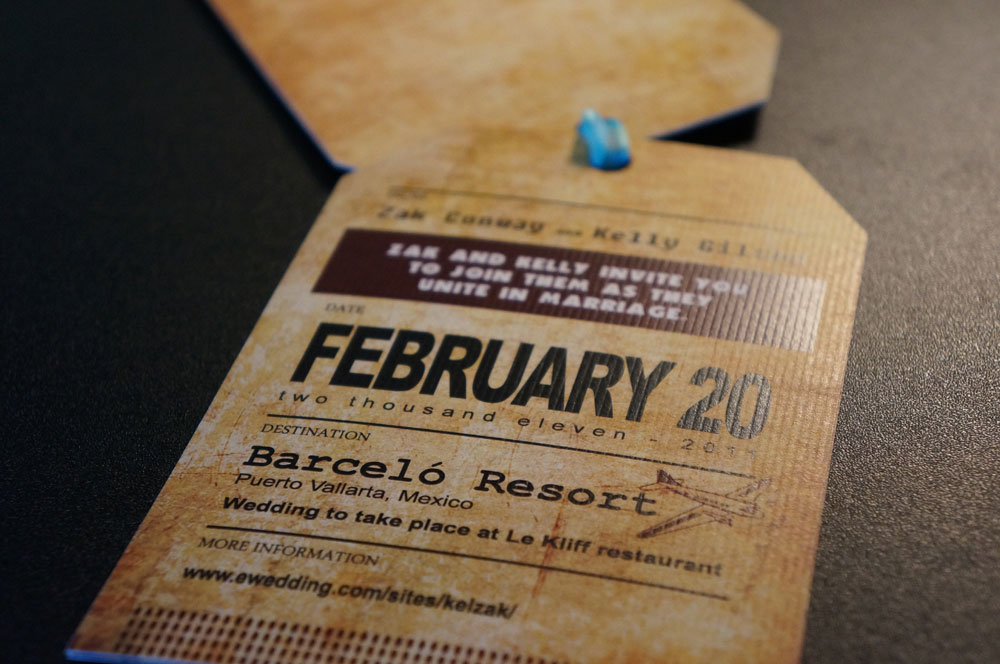 Zak Conway and Kelly
ZAK AND KELLY INVITE YOU
TO JOIN THEM AS THEY
UNITE IN MARRIAGE.
DATE
FEBRUARY 20
two thousand eleven - 2011
DESTINATION
Barceló Resort
Puerto Vallarta, Mexico
Wedding to take place at Le Kliff restaurant
MORE INFORMATION
www.ewedding.com/sites/kelzak/